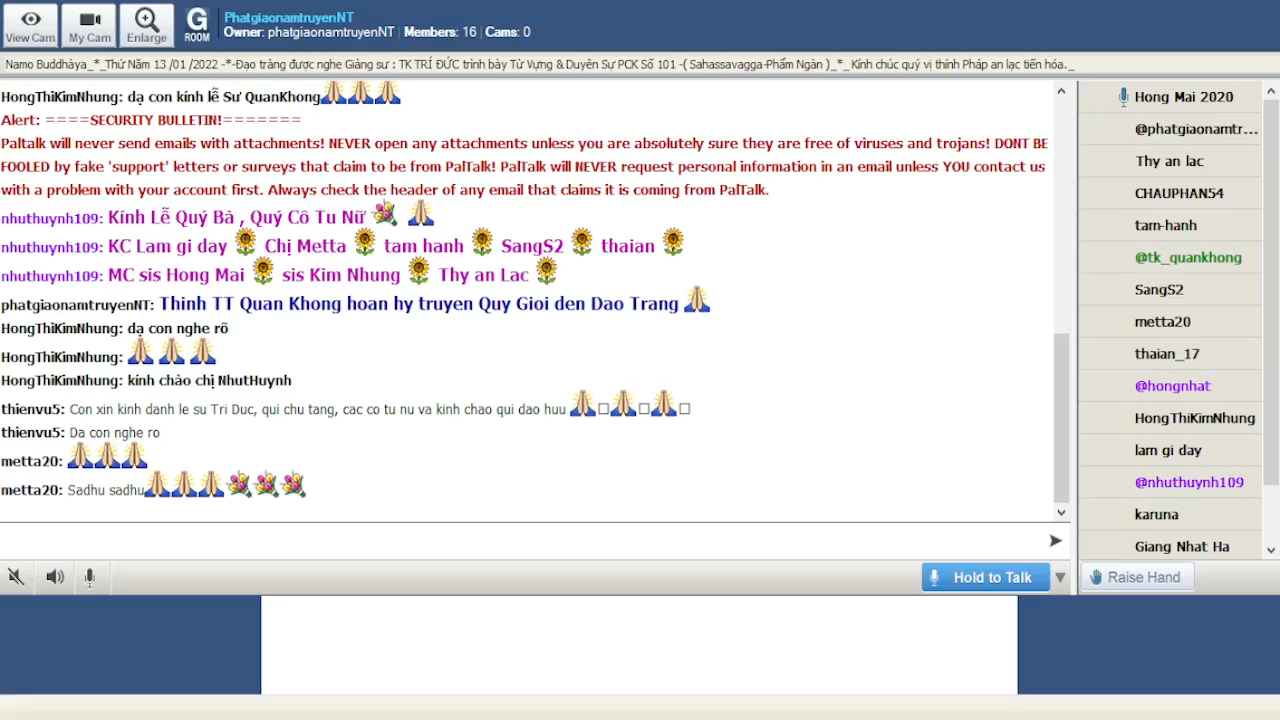 View Cam
My Cam
Enlarge
G
ROOM
PhatgiaonamtruyenNT
Owner: phatgiaonamtruyenNT | Members: 16 | Cams: 0
Namo Buddhàya_*_Thứ Năm 13 /01 /2022 -*-Đạo tràng được nghe Giảng sư : TK TRÍ ĐỨC trình bày Từ Vựng & Duyên Sự PCK Số 101 -( Sahassavagga-Phẩm Ngàn )_*_ Kính chúc quý vị thính Pháp an lạc tiến hóa._
HongThiKimNhung: dạ con kính lễ Sư QuanKhong
Alert: ====SECURITY BULLETIN!=======
Paltalk will never send emails with attachments! NEVER open any attachments unless you are absolutely sure they are free of viruses and trojans! DONT BE
FOOLED by fake 'support' letters or surveys that claim to be from PalTalk! PalTalk will NEVER request personal information in an email unless YOU contact us
with a problem with your account first. Always check the header of any email that claims it is coming from PalTalk.
nhuthuynh109: Kính Lễ Quý Bà , Quý Cô Tu Nữ
nhuthuynh109: KC Lam gi day Chị Metta tam hanh SangS2 thaian
nhuthuynh109: MC sis Hong Mai sis Kim Nhung Thy an Lac
phatgiaonamtruyenNT: Thinh TT Quan Khong hoan hy truyen Quy Gioi den Dao Trang
HongThiKimNhung: dạ con nghe rõ
HongThiKimNhung:
HongThiKimNhung: kính chào chị NhutHuynh
thienvu5: Con xin kinh danh le su Tri Duc, qui chu tang, cac co tu nu va kinh chao qui dao huu
thienvu5: Da con nghe ro
metta20:
metta20: Sadhu sadhu
Hold to Talk
Hong Mai 2020
@phatgiaonamtr...
Thy an lac
CHAUPHAN54
tam-hanh
@tk_quankhong
SangS2
metta20
thaian_17
@hongnhat
HongThiKimNhung
lam gi day
@nhuthuynh109
karuna
Giang Nhat Ha
Raise Hand